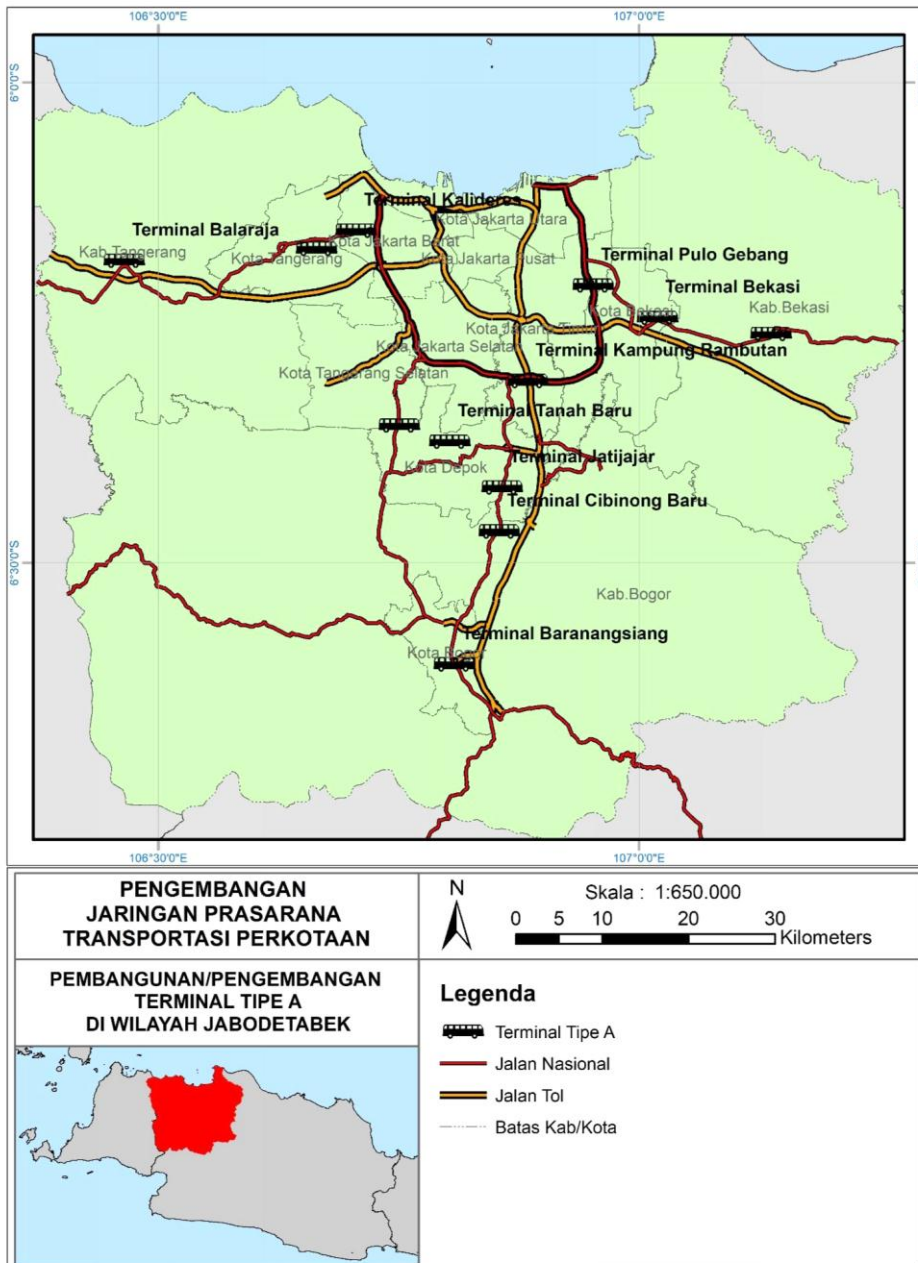 106°30'0"E
107°0'0"E
6°0'0"S
Terminal Kalideres
Kota Jakarta Utara
Terminal Balaraja
Kota Jakarta Barat
Kab.Tangerang
Kota Tangerang
Kota Jakarta Pusat
Terminal Pulo Gebang
Terminal Bekasi
Kota Bekasi
Kab.Bekasi
Kota Jakarta Timur
Kota Jakarta Selatan
Terminal Kampung Rambutan
Kota Tangerang Selatan
Terminal Tanah Baru
Terminal Jatijajar
Kota Depok
Terminal Cibinong Baru
6°30'0"S
Kab.Bogor
Terminal Baranangsiang
Kota Bogor
106°30'0"E
107°0'0"E
PENGEMBANGAN
JARINGAN PRASARANA
TRANSPORTASI PERKOTAAN
N
Skala : 1:650.000
0 5 10 20 30
Kilometers
PEMBANGUNAN/PENGEMBANGAN
TERMINAL TIPE A
DI WILAYAH JABODETABEK
Legenda
Terminal Tipe A
Jalan Nasional
Jalan Tol
Batas Kab/Kota